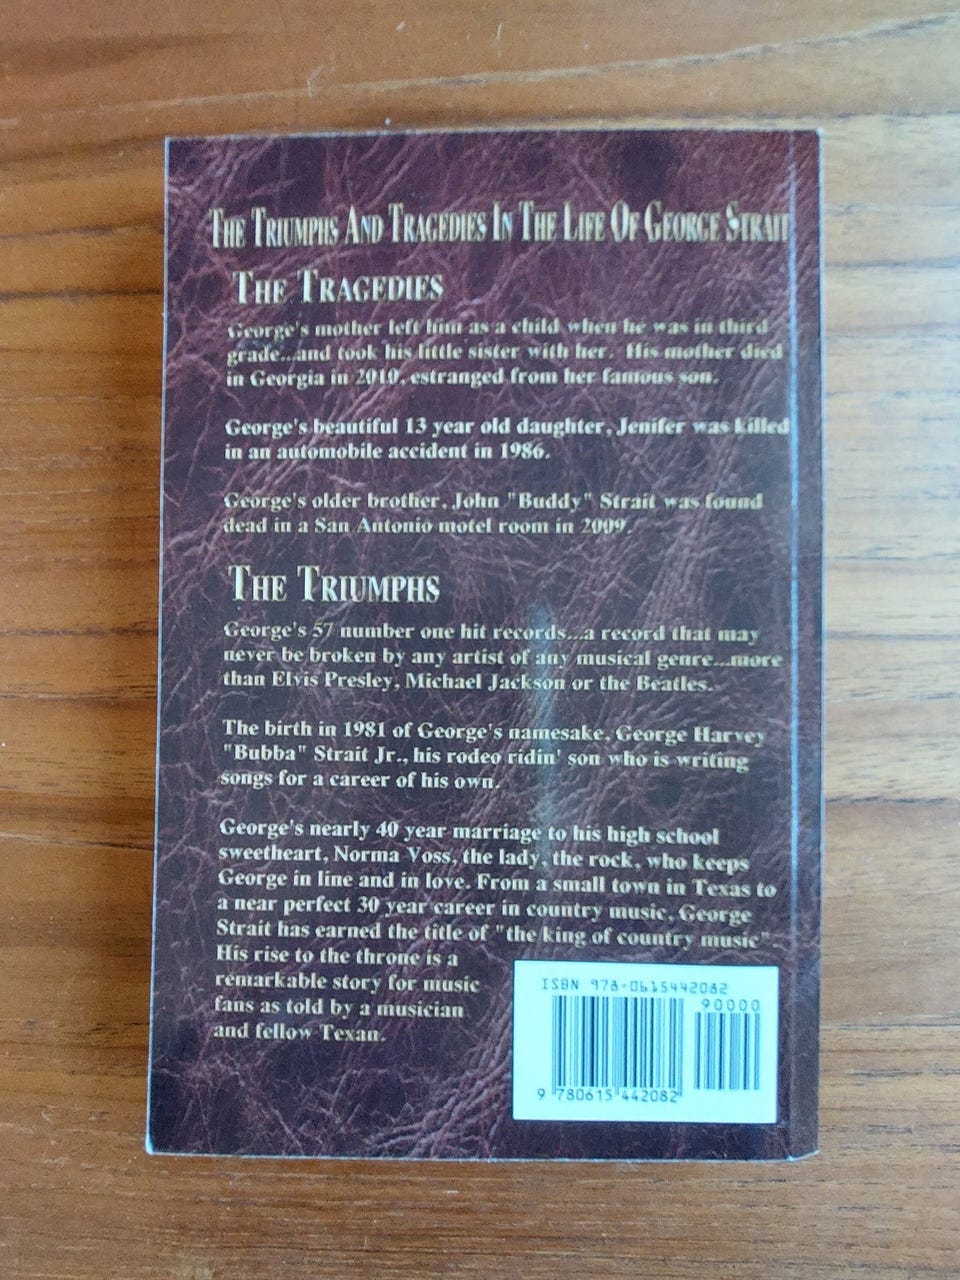 The Triumphs And Tragedies In The Life Of George Strait
The Tragedies
George's mother left him as a child when he was in third
grade...and took his little sister with her. His mother died
in Georgia in 2010, estranged from her famous son.
George's beautiful 13 year old daughter, Jenifer was killed
in an automobile accident in 1986.
George's older brother, John "Buddy" Strait was found
dead in a San Antonio motel room in 2009.
The Triumphs
George's 57 number one hit records...a record that may
never be broken by any artist of any musical genre...more
than Elvis Presley, Michael Jackson or the Beatles.
The birth in 1981 of George's namesake, George Harvey
"Bubba" Strait Jr., his rodeo ridin' son who is writing
songs for a career of his own.
George's nearly 40 year marriage to his high school
sweetheart, Norma Voss, the lady, the rock, who keeps
George in line and in love. From a small town in Texas to
a near perfect 30 year career in country music, George
Strait has earned the title of "the king of country music"
His rise to the throne is a
remarkable story for music
fans as told by a musician
and fellow Texan.
ISBN 978-0615442082
90000
9 780615 442082